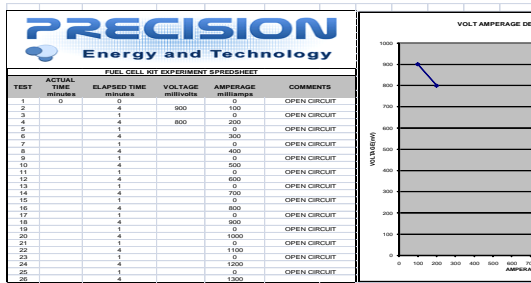 PRECISION
Energy and Technology
FUEL CELL KIT EXPERIMENT SPREDSHEET
TEST ACTUAL TIME minutes ELAPSED TIME minutes VOLTAGE millivolts AMPERAGE milliamps COMMENTS
1 0 0 0 OPEN CIRCUIT
2 4 900 100
3 1 0 OPEN CIRCUIT
4 4 800 200
5 1 0 OPEN CIRCUIT
6 4 300
7 1 0 OPEN CIRCUIT
8 4 400
9 1 0 OPEN CIRCUIT
10 4 500
11 1 0 OPEN CIRCUIT
12 4 600
13 1 0 OPEN CIRCUIT
14 4 700
15 1 0 OPEN CIRCUIT
16 4 800
17 1 0 OPEN CIRCUIT
18 4 900
19 1 0 OPEN CIRCUIT
20 4 1000
21 1 0 OPEN CIRCUIT
22 4 1100
23 1 0 OPEN CIRCUIT
24 4 1200
25 1 0 OPEN CIRCUIT
26 4 1300
VOLT AMPERAGE DE
1000
900
800
700
600
500
400
300
200
100
0
VOLTAGE(mV)
0 100 200 300 400 500 600 70
AMPERA